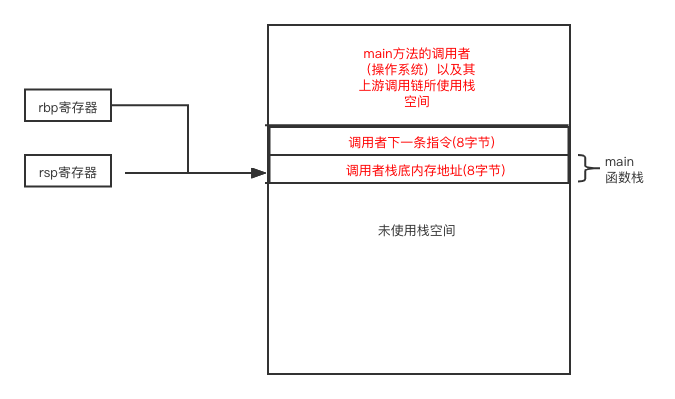 main方法的调用者
（操作系统）以及其
上游调用链所使用栈
空间
rbp寄存器
调用者下一条指令(8字节)
rsp寄存器
调用者栈底内存地址(8字节)
main
函数栈
未使用栈空间